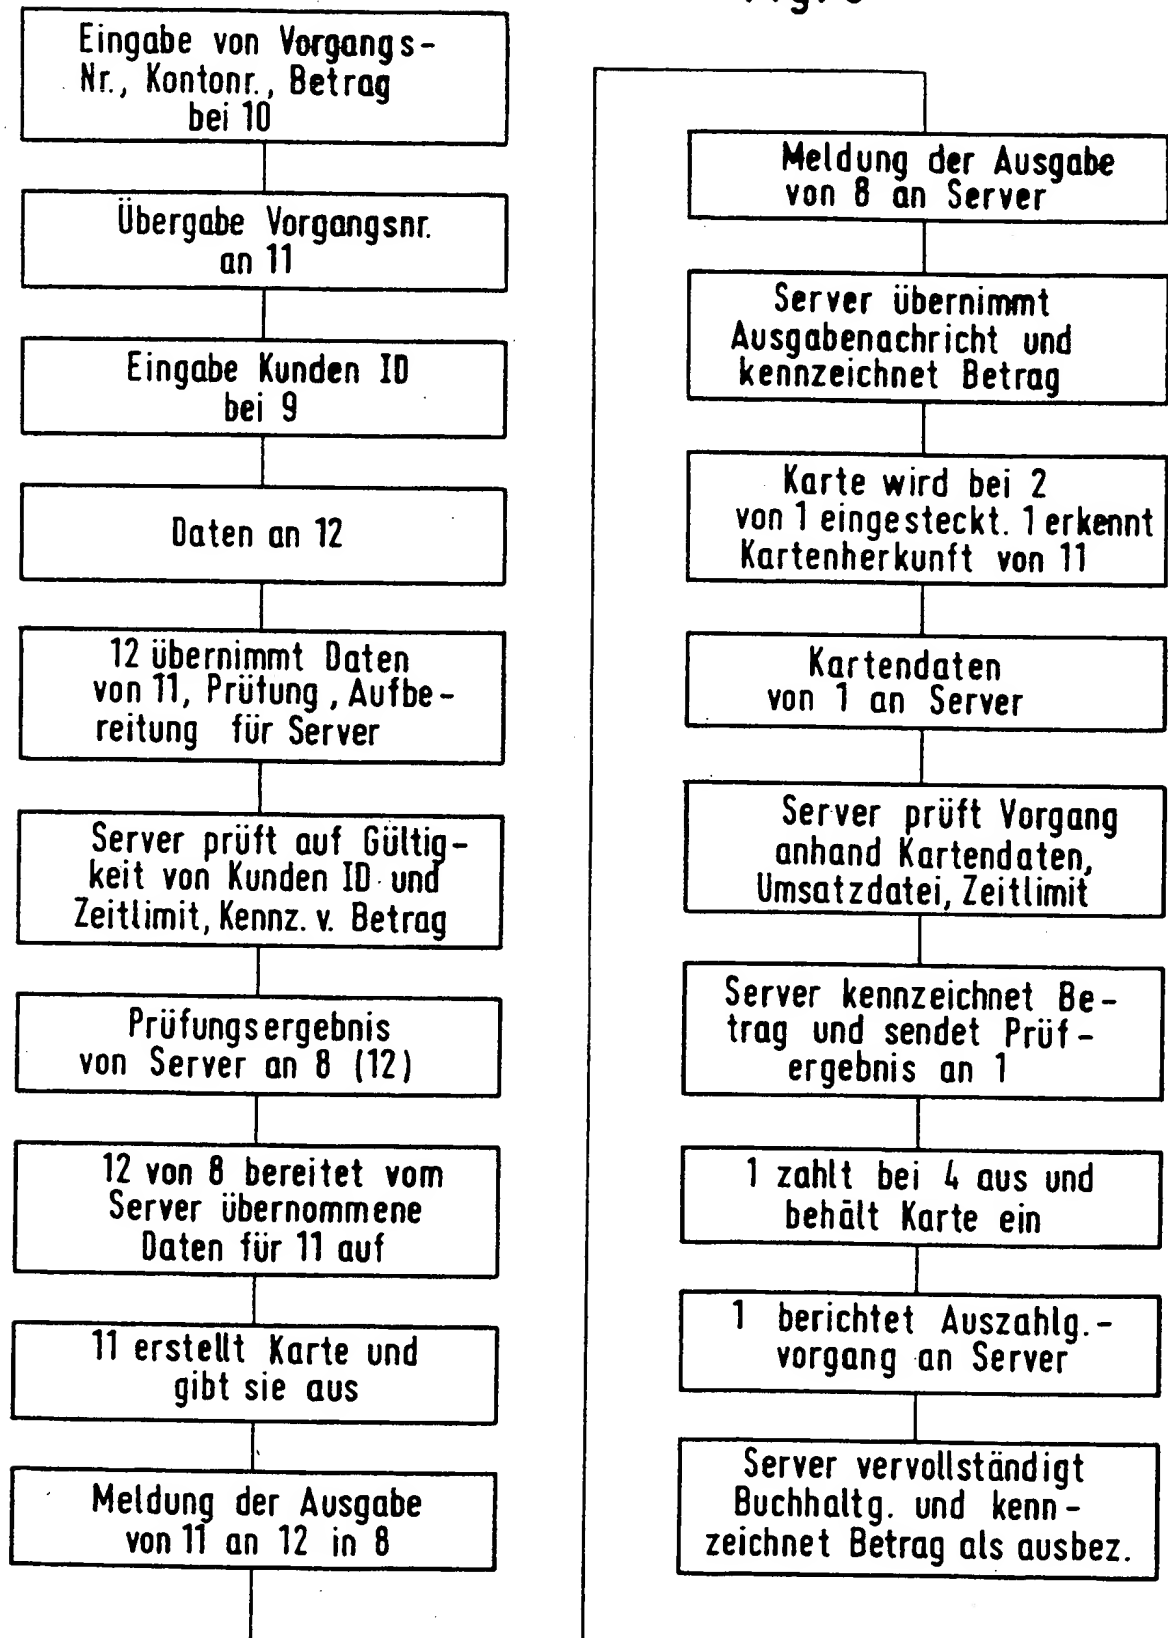 Eingabe von Vorgangs-
Nr., Kontonr., Betrag
bei 10
Übergabe Vorgangsnr.
an 11
Eingabe Kunden ID
bei 9
Daten an 12
12 übernimmt Daten
von 11, Prüfung, Aufbe-
reitung für Server
Server prüft auf Gültig-
keit von Kunden ID und
Zeitlimit, Kennz. v. Betrag
Prüfungsergebnis
von Server an 8 (12)
12 von 8 bereitet vom
Server übernommene
Daten für 11 auf
11 erstellt Karte und
gibt sie aus
Meldung der Ausgabe
von 11 an 12 in 8
Meldung der Ausgabe
von 8 an Server
Server übernimmt
Ausgabenachricht und
kennzeichnet Betrag
Karte wird bei 2
von 1 eingesteckt. 1 erkennt
Kartenherkunft von 11
Kartendaten
von 1 an Server
Server prüft Vorgang
anhand Kartendaten,
Umsatzdatei, Zeitlimit
Server kennzeichnet Be-
trag und sendet Prüf-
ergebnis an 1
1 zahlt bei 4 aus und
behält Karte ein
1 berichtet Auszahlg.-
vorgang an Server
Server vervollständigt
Buchhaltg. und kenn-
zeichnet Betrag als ausbez.